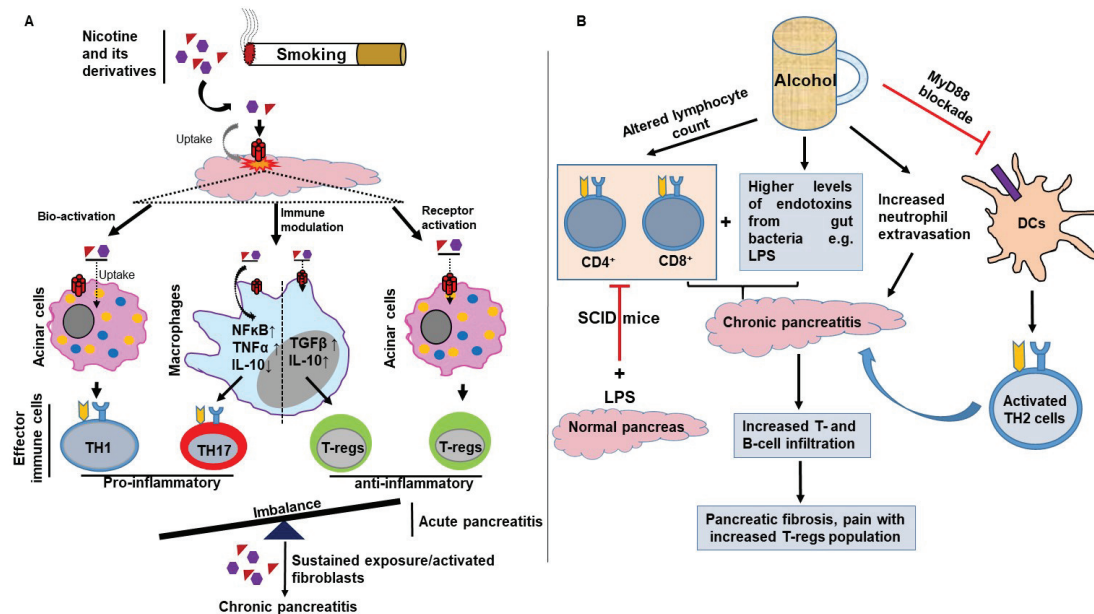 A
Nicotine
and its
derivatives
Smoking
Uptake
Bio-activation
Immune
modulation
Receptor
activation
Uptake
Acinar cells
Macrophages
NFκB↑
TNFα ↑
IL-10↓
TGFβ ↑
IL-10↑
Acinar cells
Effector
immune cells
TH1
TH17
T-regs
T-regs
Pro-inflammatory
anti-inflammatory
Imbalance
Acute pancreatitis
Sustained exposure/activated
fibroblasts
Chronic pancreatitis
B
Alcohol
MyD88
blockade
Altered lymphocyte
count
CD4+
CD8+
+
Higher levels
of endotoxins
from gut
bacteria e.g.
LPS
Increased
neutrophil
extravasation
DCs
SCID mice
+
LPS
Normal pancreas
Chronic pancreatitis
Activated
TH2 cells
Increased T- and
B-cell infiltration
Pancreatic fibrosis, pain with
increased T-regs population